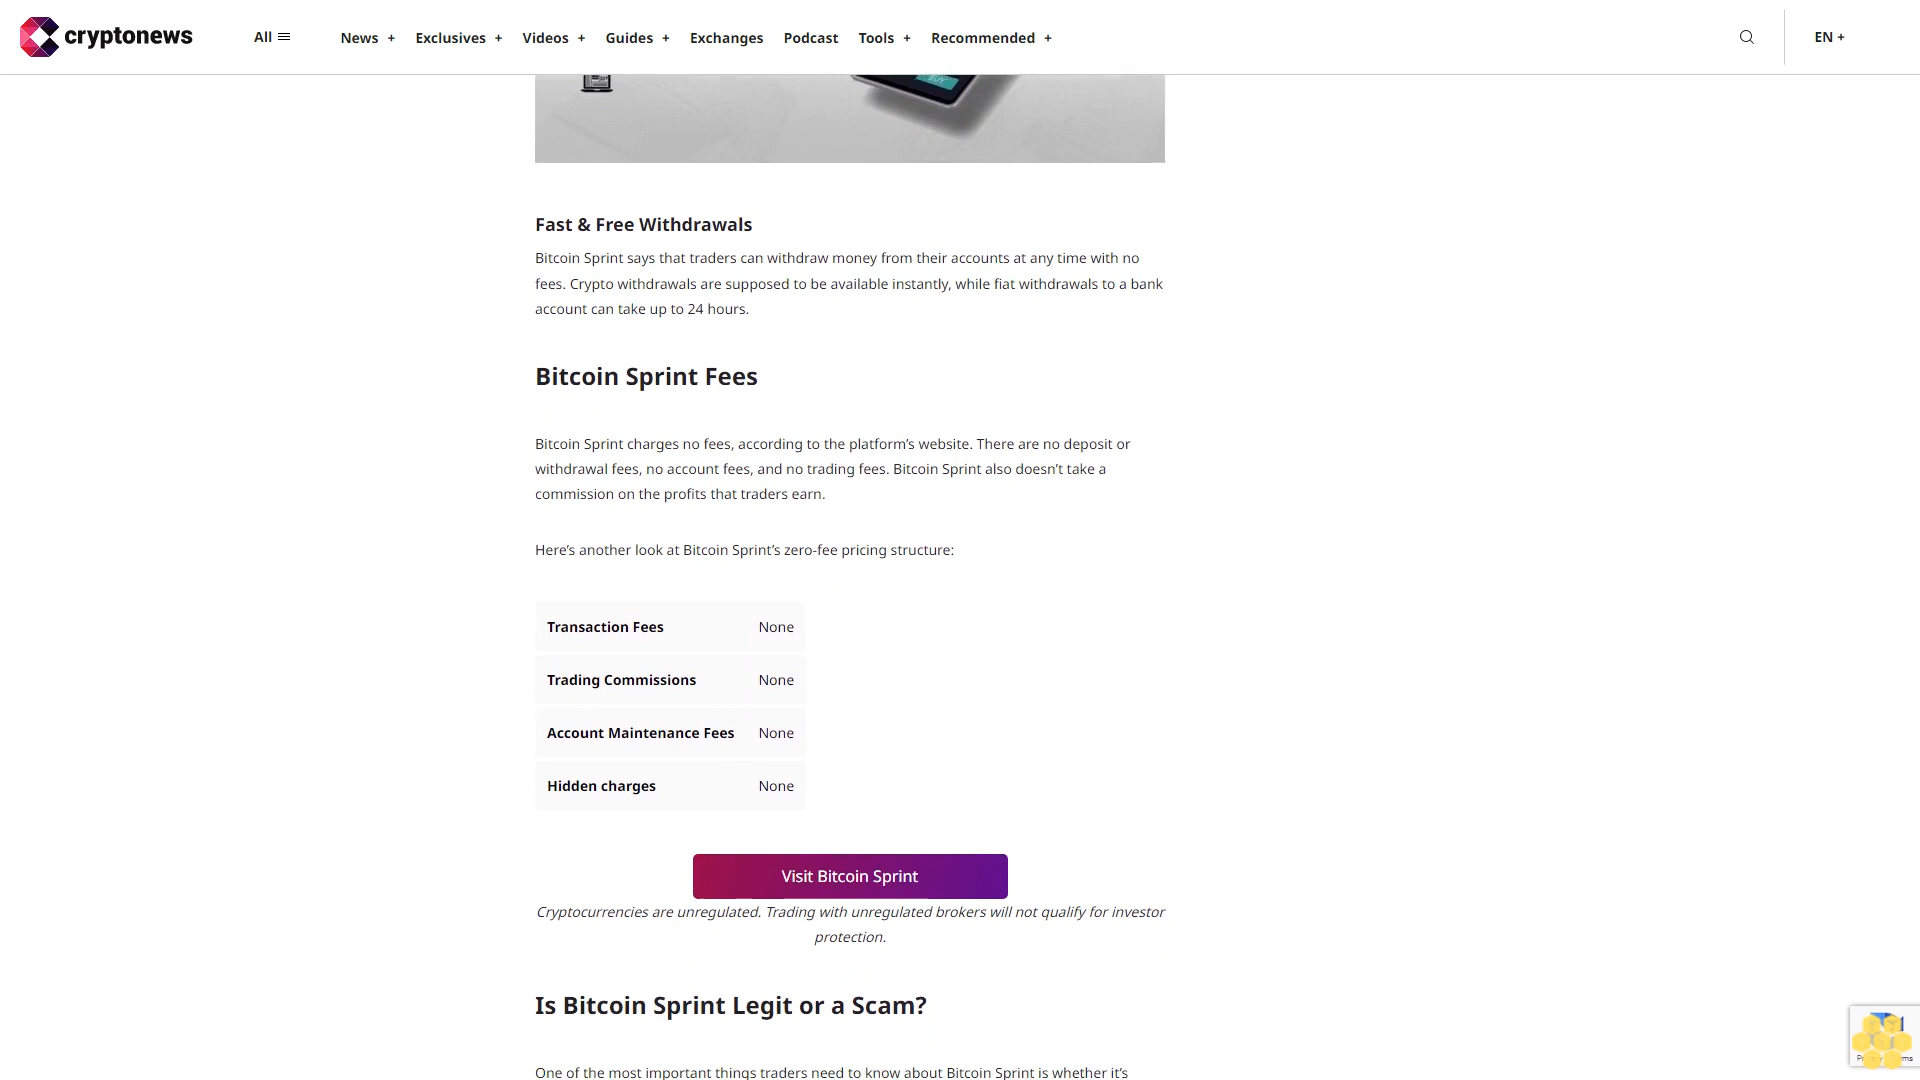 cryptonews
All
News +
Exclusives +
Videos +
Guides +
Exchanges
Podcast
Tools +
Recommended +
EN +
BUY
Fast & Free Withdrawals
Bitcoin Sprint says that traders can withdraw money from their accounts at any time with no
fees. Crypto withdrawals are supposed to be available instantly, while fiat withdrawals to a bank
account can take up to 24 hours.
Bitcoin Sprint Fees
Bitcoin Sprint charges no fees, according to the platform’s website. There are no deposit or
withdrawal fees, no account fees, and no trading fees. Bitcoin Sprint also doesn’t take a
commission on the profits that traders earn.
Here’s another look at Bitcoin Sprint’s zero-fee pricing structure:
Transaction Fees None
Trading Commissions None
Account Maintenance Fees None
Hidden charges None
Visit Bitcoin Sprint
Cryptocurrencies are unregulated. Trading with unregulated brokers will not qualify for investor
protection.
Is Bitcoin Sprint Legit or a Scam?
One of the most important things traders need to know about Bitcoin Sprint is whether it’s